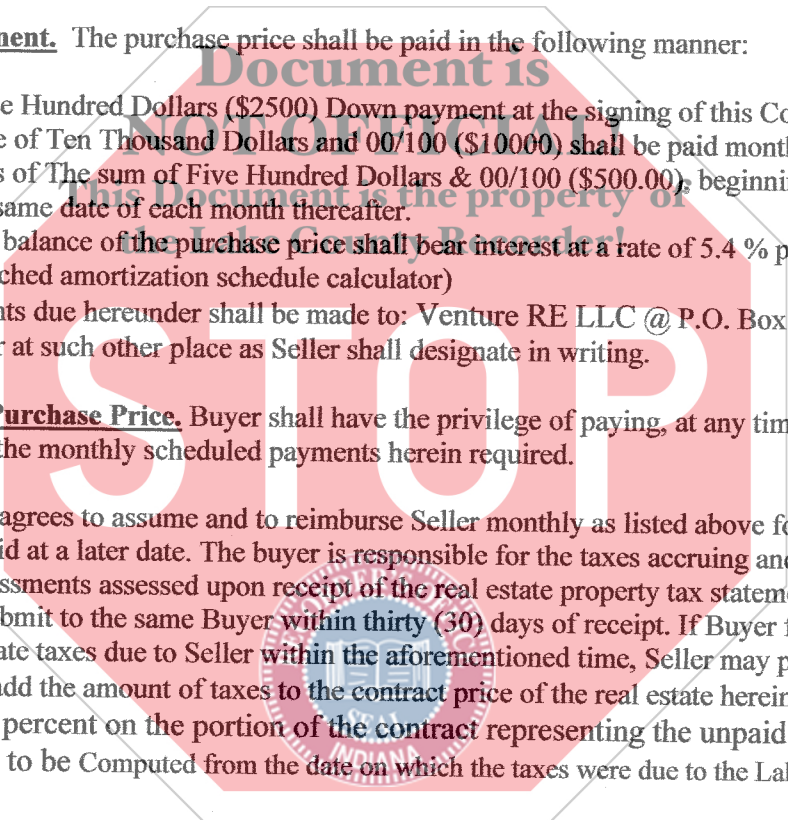 nent. The purchase price shall be paid in the following manner:
Document is
e Hundred Dollars ($2500) Down payment at the signing of this Co
NOT OFFICIAL
e of Ten Thousand Dollars and 00/100 ($10000) shall be paid month
s of The sum of Five Hundred Dollars & 00/100 ($500.00), beginni
This Document is the property of
same date of each month thereafter.
balance of the purchase price shall bear interest at a rate of 5.4 % p
the Lake County Recorder!
ched amortization schedule calculator)
nts due hereunder shall be made to: Venture RE LLC @ P.O. Box
r at such other place as Seller shall designate in writing.
STOP
Purchase Price. Buyer shall have the privilege of paying, at any tim
the monthly scheduled payments herein required.
agrees to assume and to reimburse Seller monthly as listed above fo
id at a later date. The buyer is responsible for the taxes accruing and
ssments assessed upon receipt of the real estate property tax stateme
bmit to the same Buyer within thirty (30) days of receipt. If Buyer f
ate taxes due to Seller within the aforementioned time, Seller may p
add the amount of taxes to the contract price of the real estate herein
percent on the portion of the contract representing the unpaid
SEAL
INDIANA
to be Computed from the date on which the taxes were due to the Lal